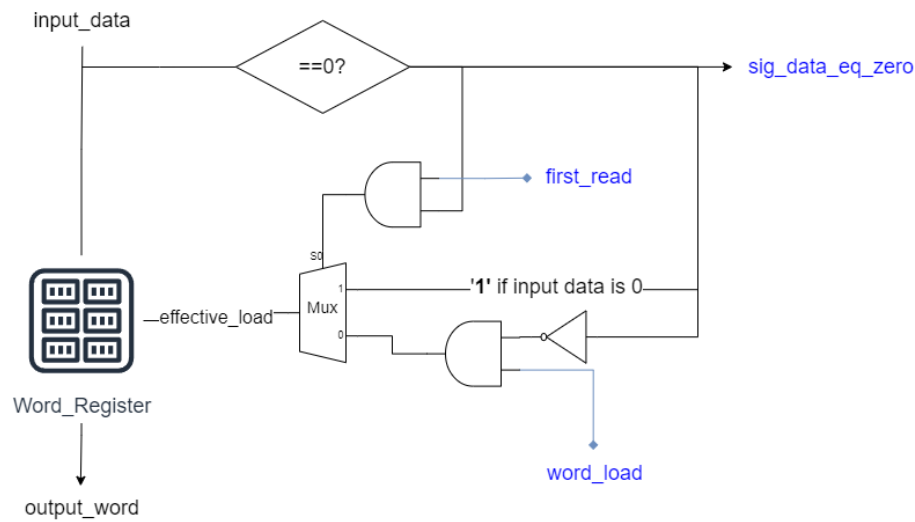 input_data
==0?
sig_data_eq_zero
first_read
S0
1
'1' if input data is 0
Mux
effective_load
0
Word_Register
word_load
output_word